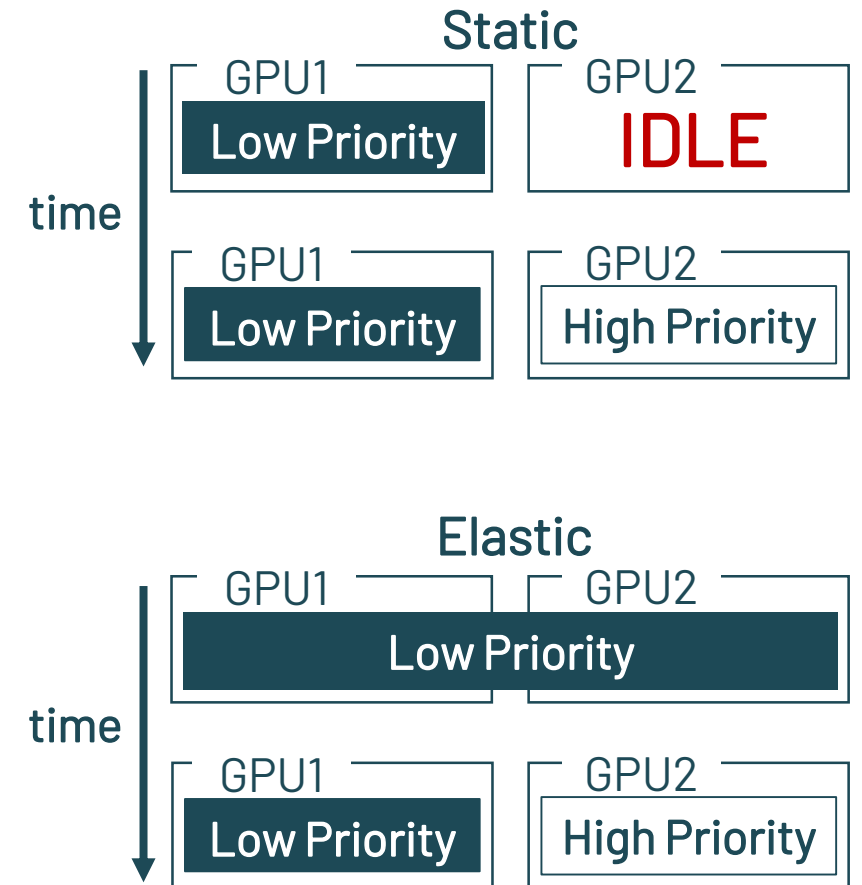 Static
GPU1 GPU2
Low Priority IDLE
time
GPU1 GPU2
Low Priority High Priority
Elastic
GPU1 GPU2
Low Priority
time
GPU1 GPU2
Low Priority High Priority